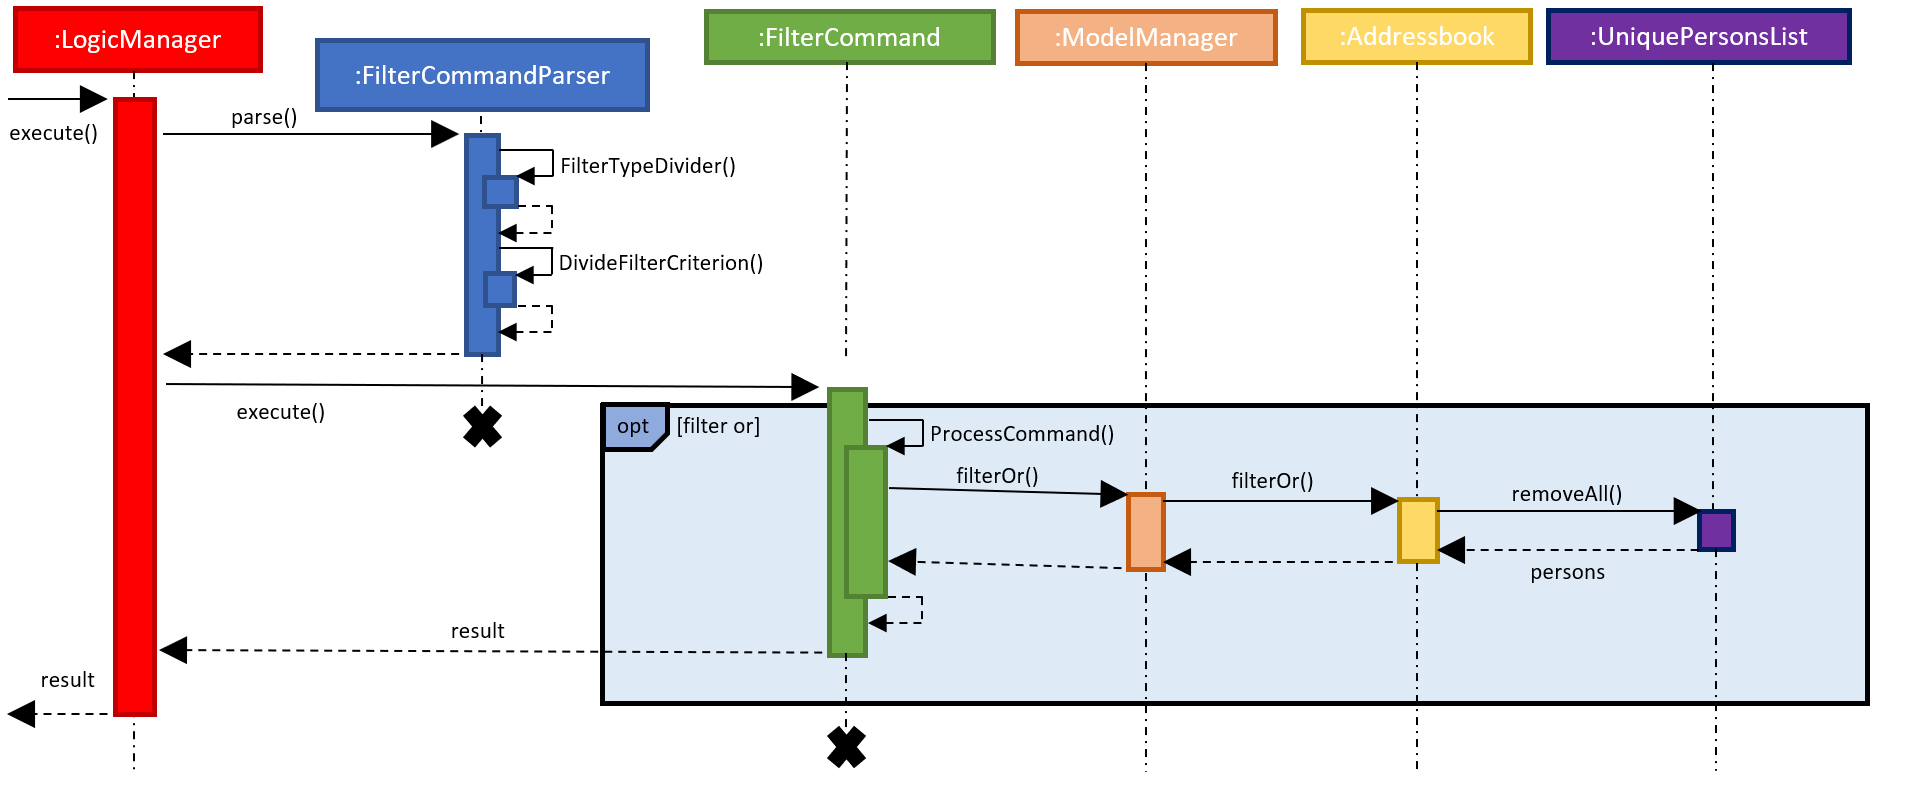 :LogicManager
:FilterCommandParser
:FilterCommand
:ModelManager
:Addressbook
:UniquePersonsList
execute()
parse()
FilterTypeDivider()
DivideFilterCriterion()
execute()
opt
[filter or]
ProcessCommand()
filterOr()
filterOr()
removeAll()
persons
result
result